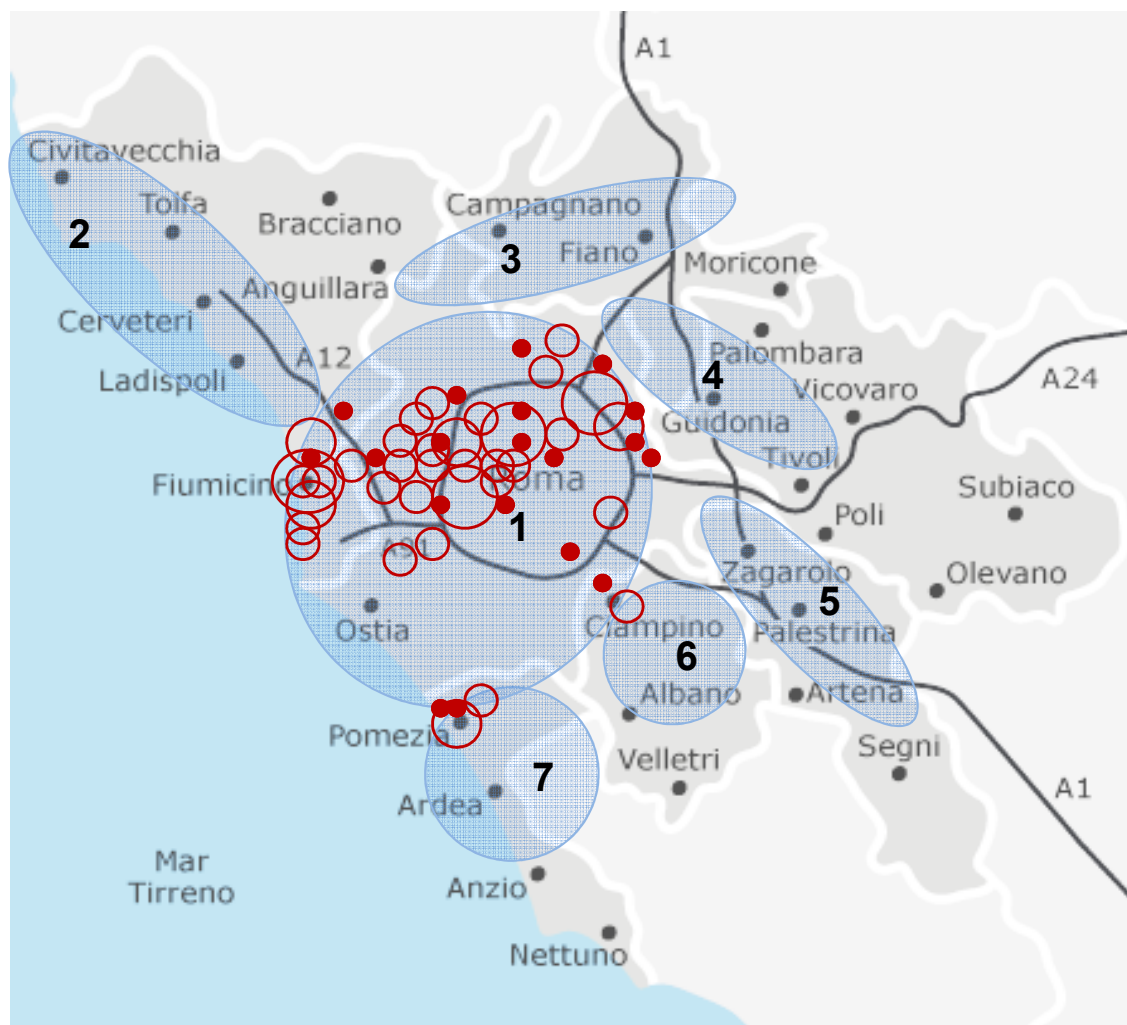 A1
Civitavecchia
Tolfa
Bracciano
Campagnano
2
3
Fiano
Moricone
Anguillara
Cerveteri
A12
Palombara
Ladispoli
4
Vicovaro
A24
Guidonia
Tivoli
Fiumicino
Roma
Subiaco
1
Poli
A91
Zagarolo
Olevano
5
Ostia
Ciampino
Palestrina
6
Albano
Artena
Pomezia
Segni
Velletri
7
A1
Ardea
Mar
Tirreno
Anzio
Nettuno